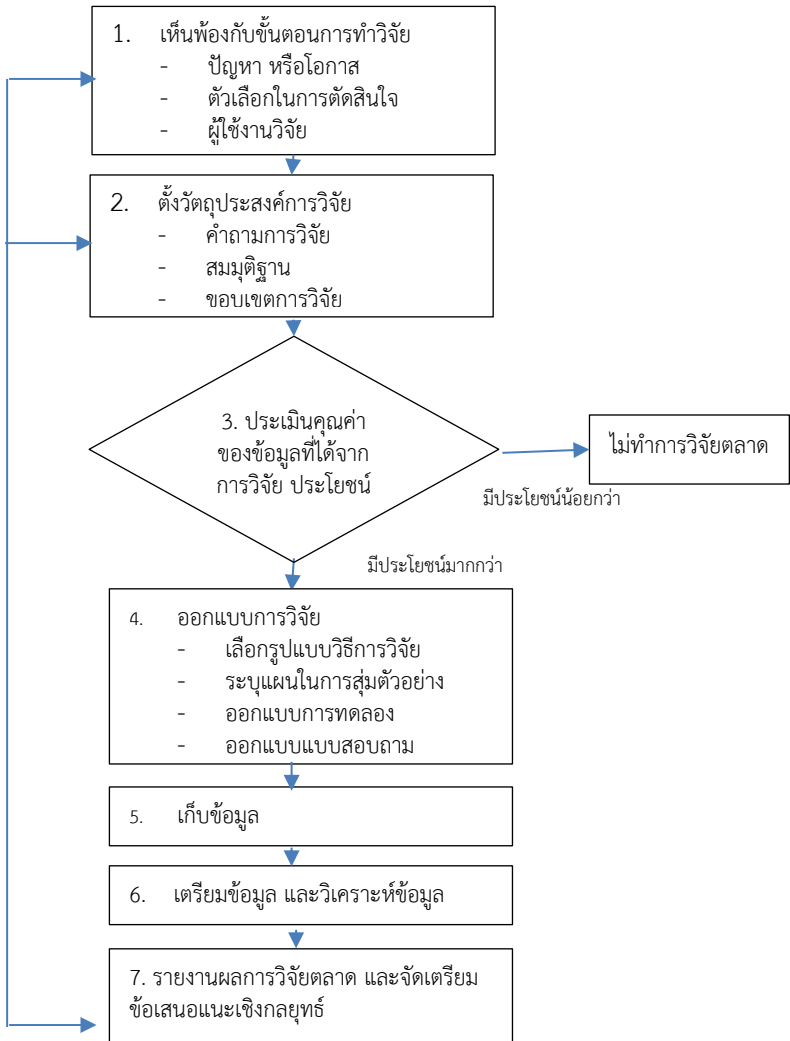 1. เห็นพ้องกับขั้นตอนการทำวิจัย
- ปัญหา หรือโอกาส
- ตัวเลือกในการตัดสินใจ
- ผู้ใช้งานวิจัย
2. ตั้งวัตถุประสงค์การวิจัย
- คำถามการวิจัย
- สมมุติฐาน
- ขอบเขตการวิจัย
3. ประเมินคุณค่า
ของข้อมูลที่ได้จาก
การวิจัย ประโยชน์
ไม่ทำการวิจัยตลาด
มีประโยชน์น้อยกว่า
มีประโยชน์มากกว่า
4. ออกแบบการวิจัย
- เลือกรูปแบบวิธีการวิจัย
- ระบุแผนในการสุ่มตัวอย่าง
- ออกแบบการทดลอง
- ออกแบบแบบสอบถาม
5. เก็บข้อมูล
6. เตรียมข้อมูล และวิเคราะห์ข้อมูล
7. รายงานผลการวิจัยตลาด และจัดเตรียม
ข้อเสนอแนะเชิงกลยุทธ์